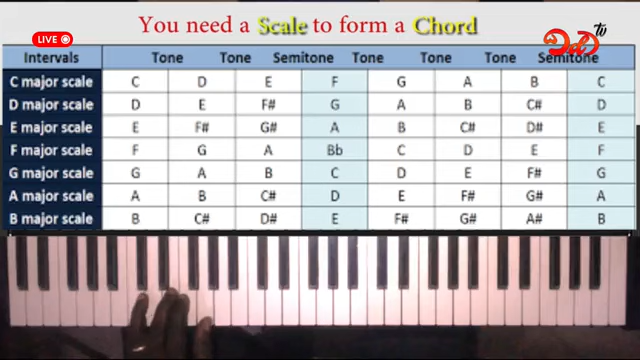 You need a Scale to form a Chord
LIVE
tv
Intervals Tone Tone Semitone Tone Tone Tone Semitone
C major scale C D E F G A B C
D major scale D E F# G A B C# D
E major scale E F# G# A B C# D# E
F major scale F G A Bb C D E F
G major scale G A B C D E F# G
A major scale A B C# D E F# G# A
B major scale B C# D# E F# G# A# B